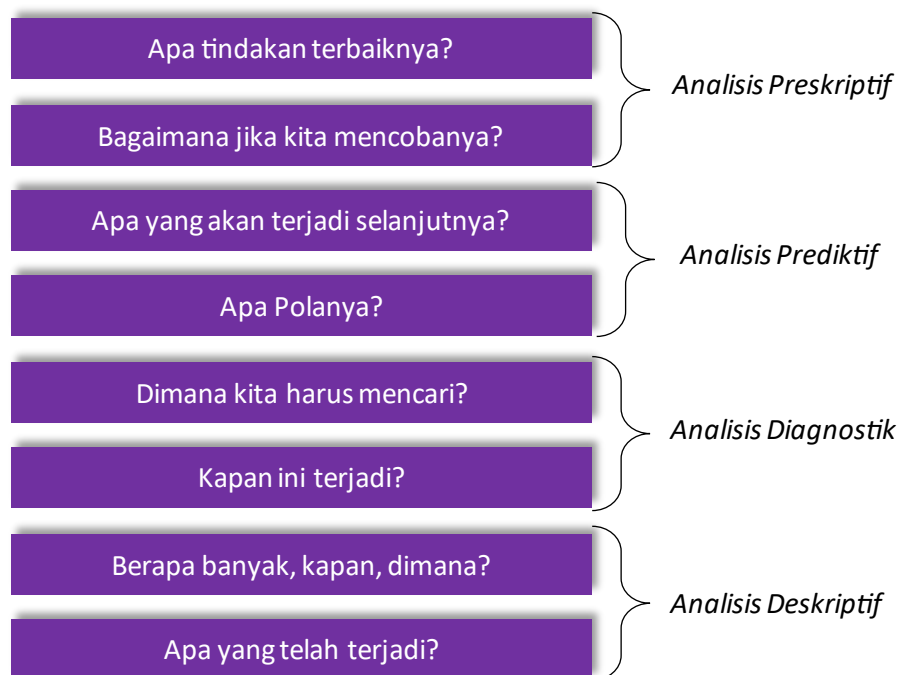 Apa tindakan terbaiknya?
Analisis Preskriptif
Bagaimana jika kita mencobanya?
Apa yang akan terjadi selanjutnya?
Analisis Prediktif
Apa Polanya?
Dimana kita harus mencari?
Analisis Diagnostik
Kapan ini terjadi?
Berapa banyak, kapan, dimana?
Analisis Deskriptif
Apa yang telah terjadi?